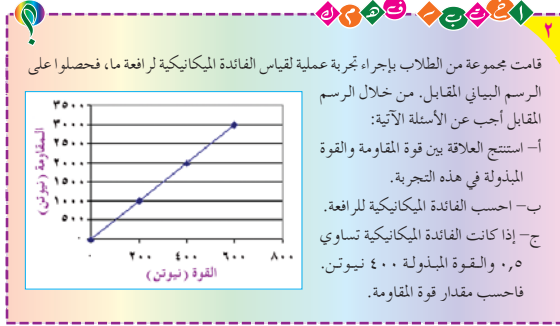 ٢
اختبر فهمك
قامت مجموعة من الطلاب بإجراء تجربة عملية لقياس الفائدة الميكانيكية لرافعة ما، فحصلوا على
الرسم البياني المقابل. من خلال الرسم
المقابل أجب عن الأسئلة الآتية:
أ– استنتج العلاقة بين قوة المقاومة والقوة
المبذولة في هذه التجربة.
ب– احسب الفائدة الميكانيكية للرافعة.
ج– إذا كانت الفائدة الميكانيكية تساوي
٠,٥ والقوة المبذولة ٤٠٠ نيوتن.
فاحسب مقدار قوة المقاومة.
المقاومة (نيوتن)
٣٥٠٠
٣٠٠٠
٢٥٠٠
٢٠٠٠
١٥٠٠
١٠٠٠
٥٠٠
٠
٢٠٠
٤٠٠
٦٠٠
٨٠٠
القوة (نيوتن)